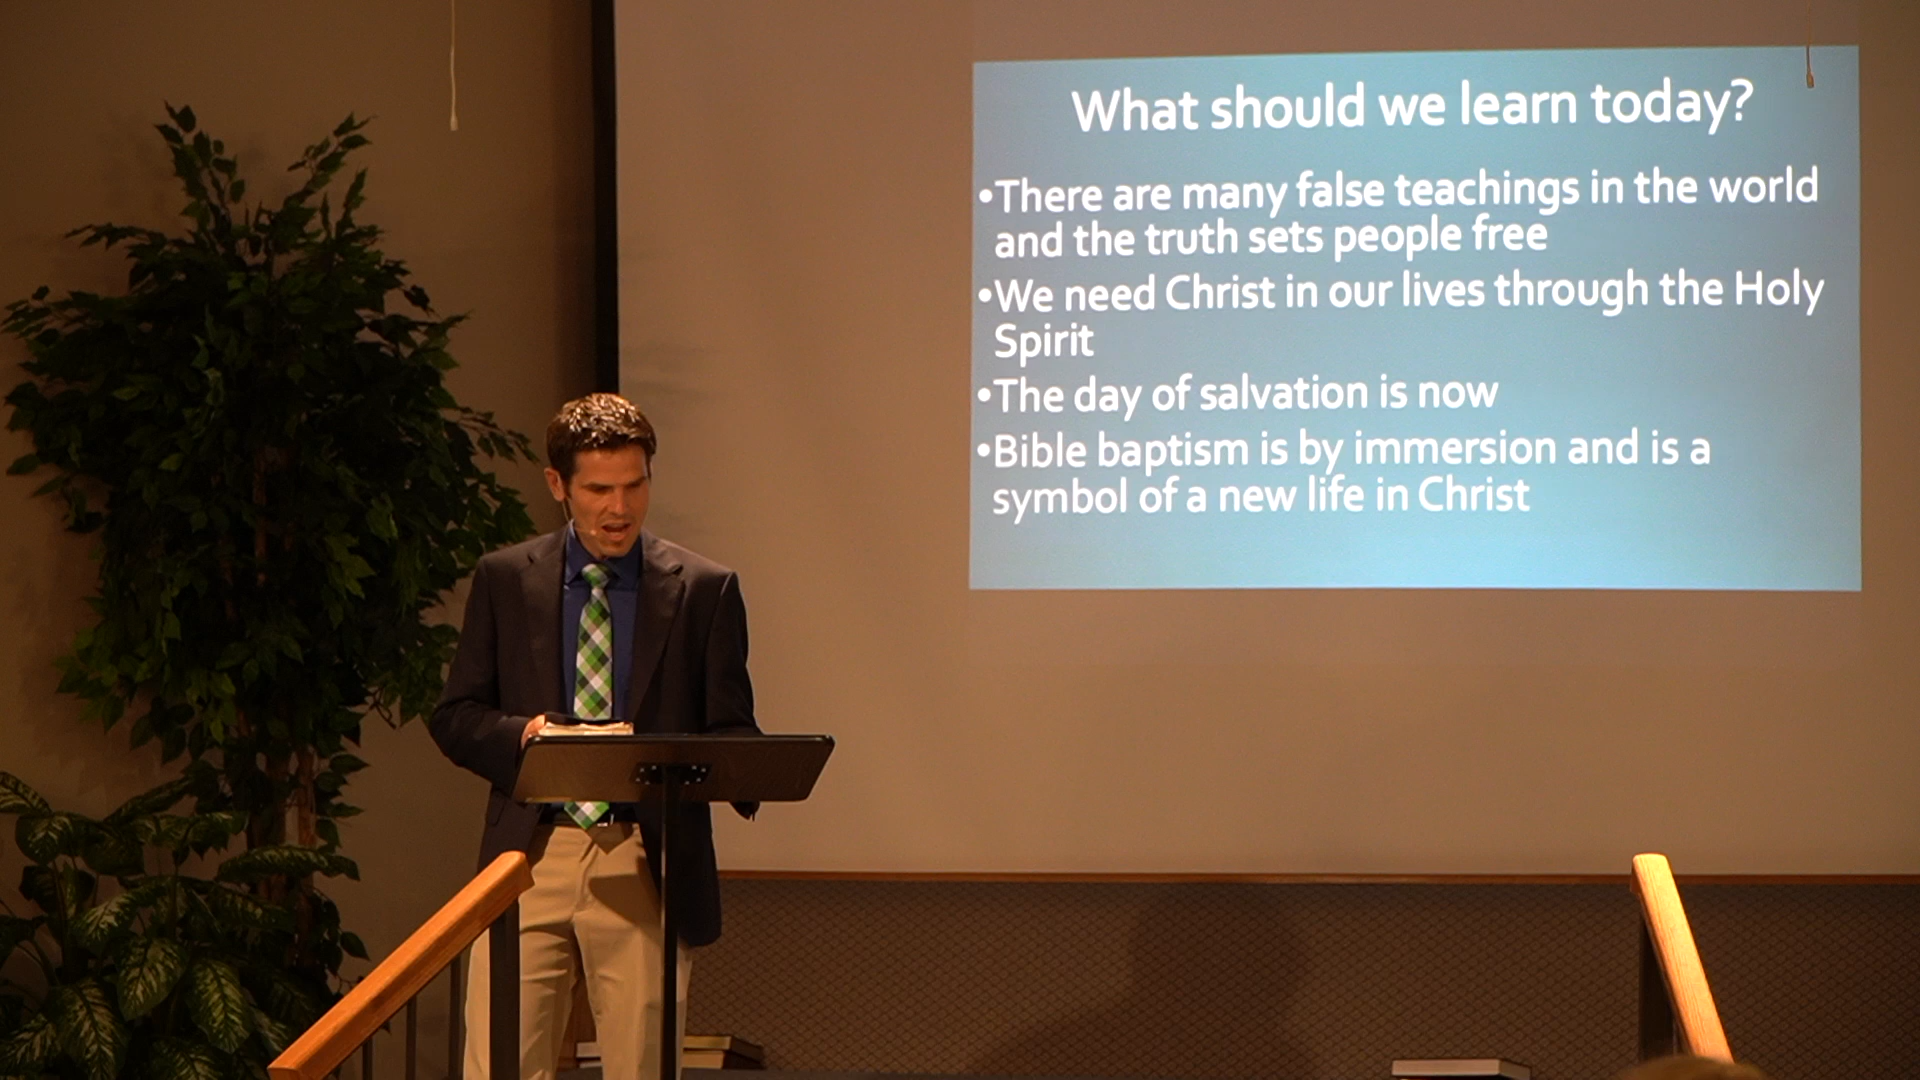 What should we learn today?
•There are many false teachings in the world
and the truth sets people free
•We need Christ in our lives through the Holy
Spirit
•The day of salvation is now
•Bible baptism is by immersion and is a
symbol of a new life in Christ